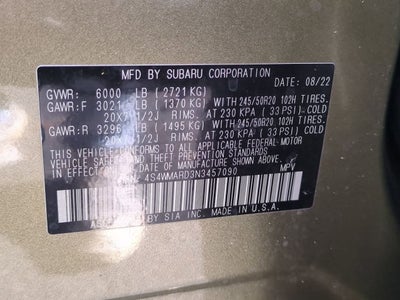 MFD BY SUBARU CORPORATION
GVWR: 6000 LB (2721 KG) DATE: 08/22
GAWR:F 3021 LB (1370 KG) WITH 245/50R20 102H TIRES.
20X7 1/2J RIMS. AT 230 KPA ( 33 PSI)-COLD
GAWR:R 3296 LB (1495 KG) WITH 245/50R20 102H TIRES.
20X7 1/2J RIMS. AT 230 KPA ( 33 PSI)-COLD
THIS VEHICLE CONFORMS TO ALL APPLICABLE FEDERAL MOTOR
VEHICLE SAFETY STANDARDS
IN EFFECT ON THE DATE OF MANUFACTURE SHOWN ABOVE.
4S4WMARD3N3457090 MPV
BY SIA INC. IN U.S.A.